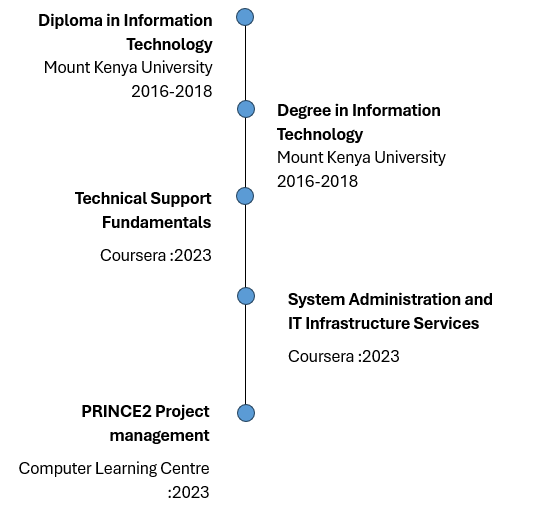 Diploma in Information
Technology
Mount Kenya University
2016-2018
Degree in Information
Technology
Mount Kenya University
2016-2018
Technical Support
Fundamentals
Coursera :2023
System Administration and
IT Infrastructure Services
Coursera :2023
PRINCE2 Project
management
Computer Learning Centre
:2023